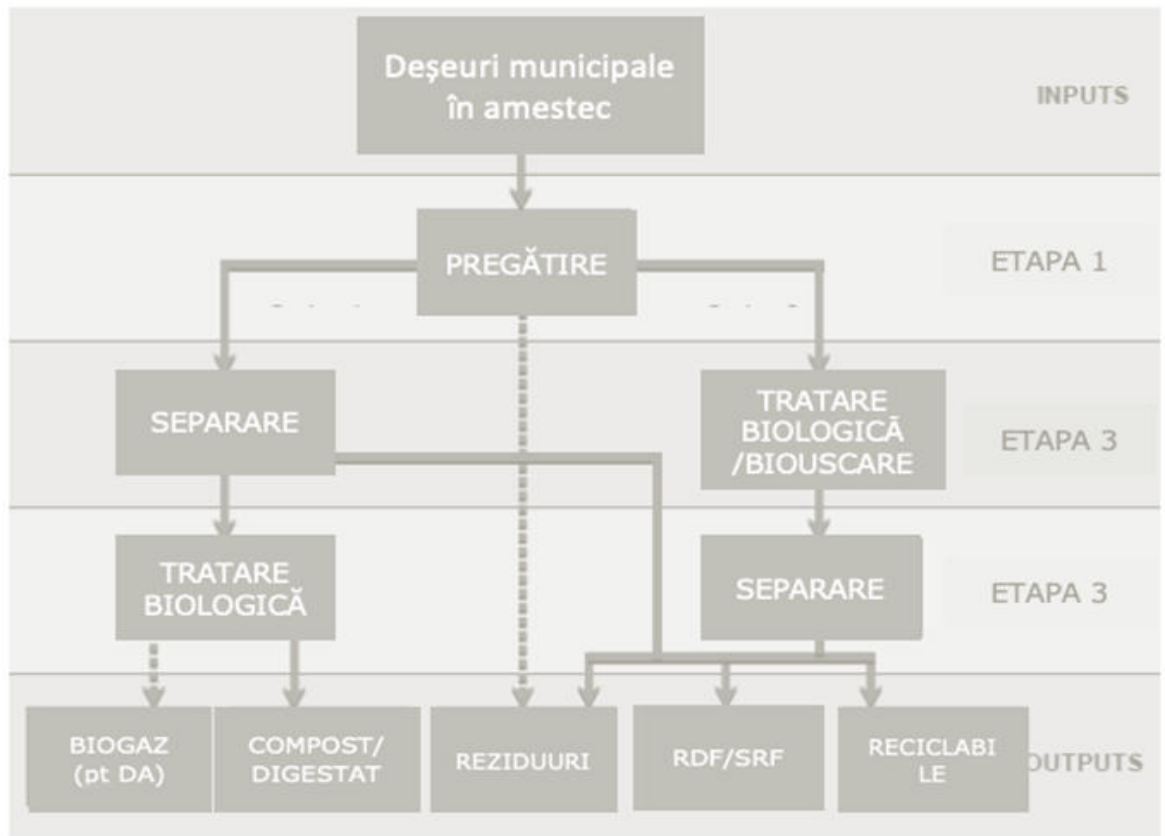 Deșeuri municipale
în amestec
INPUTS
PREGĂTIRE
ETAPA 1
SEPARARE
TRATARE
BIOLOGICĂ
/BIOUSCARE
ETAPA 3
TRATARE
BIOLOGICĂ
SEPARARE
ETAPA 3
BIOGAZ
(pt DA)
COMPOST/
DIGESTAT
REZIDUURI
RDF/SRF
RECICLABI
LE
OUTPUTS